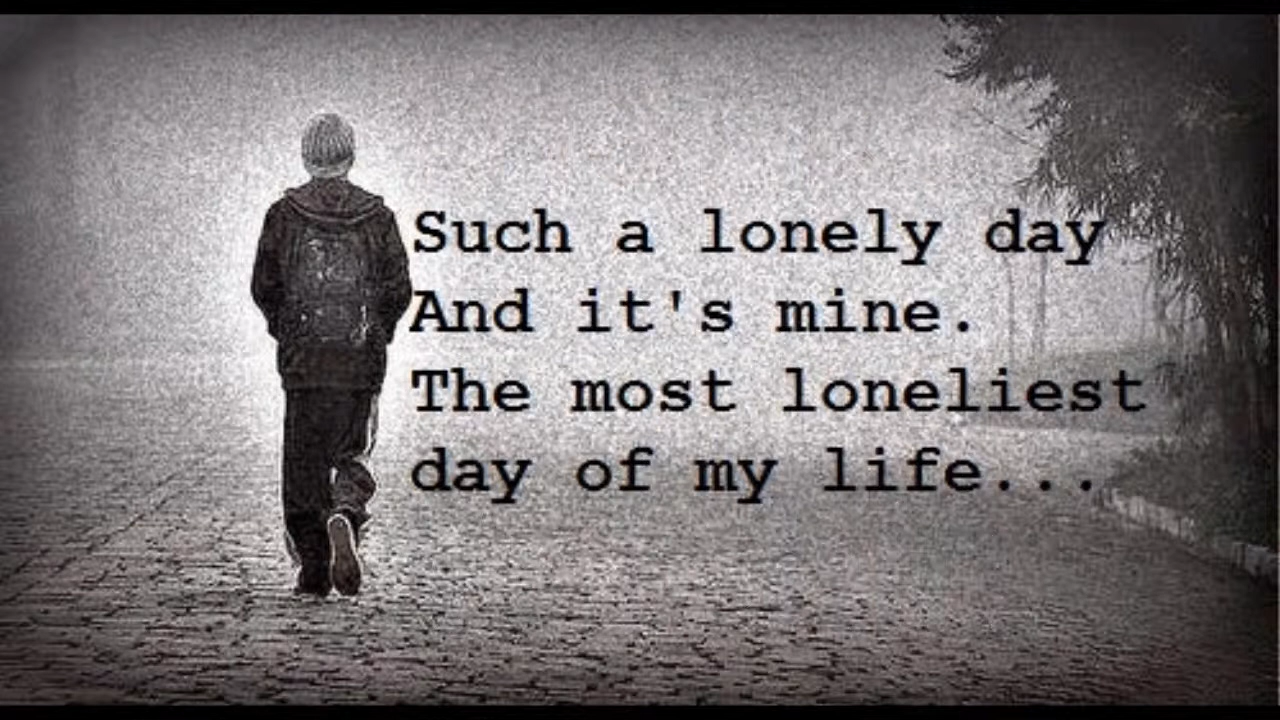 Such a lonely day
And it's mine.
The most loneliest
day of my life...